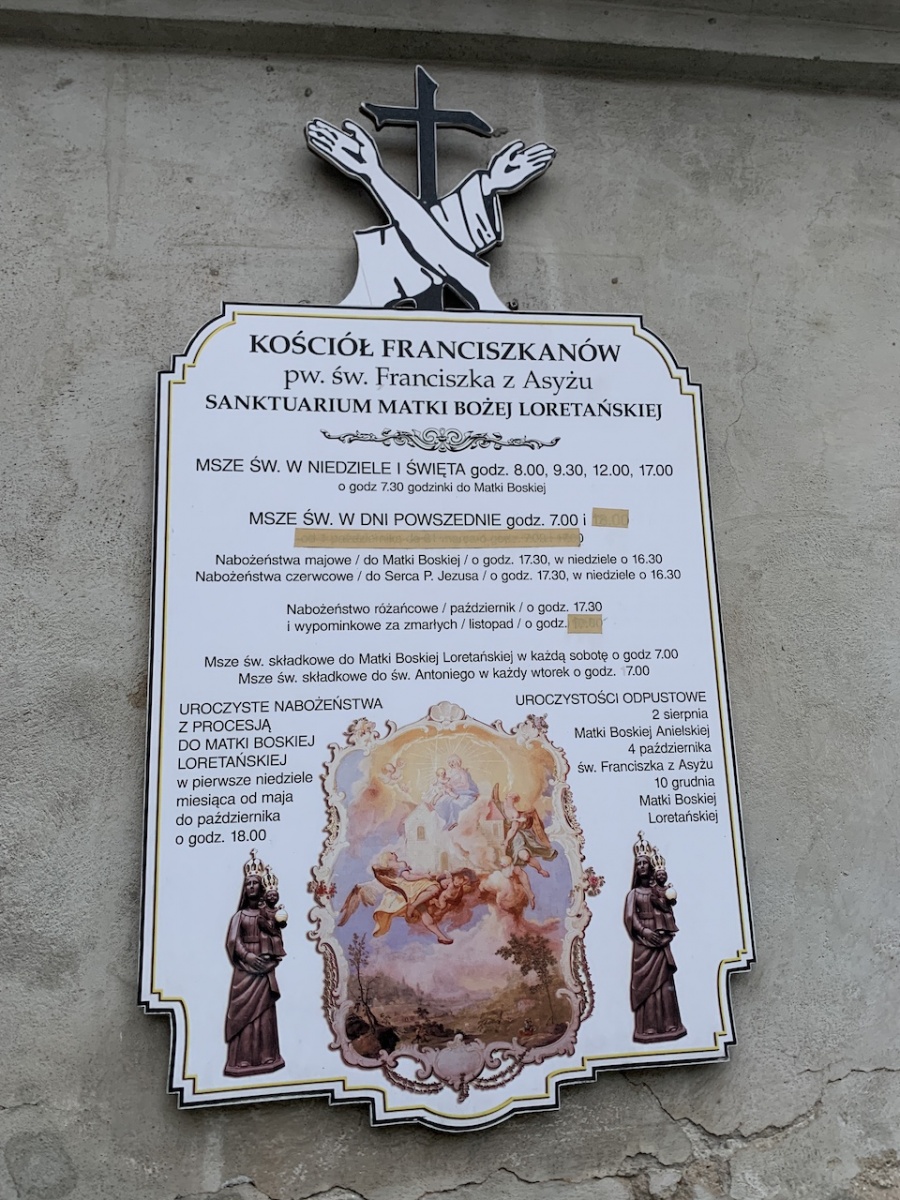 KOŚCIÓŁ FRANCISZKANÓW
pw. św. Franciszka z Asyżu
SANKTUARIUM MATKI BOŻEJ LORETAŃSKIEJ
MSZE ŚW. W NIEDZIELE I ŚWIĘTA godz. 8.00, 9.30, 12.00, 17.00
o godz 7.30 godzinki do Matki Boskiej
MSZE ŚW. W DNI POWSZEDNIE godz. 7.00 i
Nabożeństwa majowe / do Matki Boskiej / o godz. 17.30, w niedziele o 16.30
Nabożeństwa czerwcowe / do Serca P. Jezusa / o godz. 17.30, w niedziele o 16.30
Nabożeństwo różańcowe / październik / o godz. 17.30
i wypominkowe za zmarłych / listopad / o godz.
Msze św. składkowe do Matki Boskiej Loretańskiej w każdą sobotę o godz 7.00
Msze św. składkowe do św. Antoniego w każdy wtorek o godz. 17.00
UROCZYSTE NABOŻEŃSTWA
Z PROCESJĄ
DO MATKI BOSKIEJ
LORETAŃSKIEJ
w pierwsze niedziele
miesiąca od maja
do października
o godz. 18.00
UROCZYSTOŚCI ODPUSTOWE
2 sierpnia
Matki Boskiej Anielskiej
4 października
św. Franciszka z Asyżu
10 grudnia
Matki Boskiej
Loretańskiej